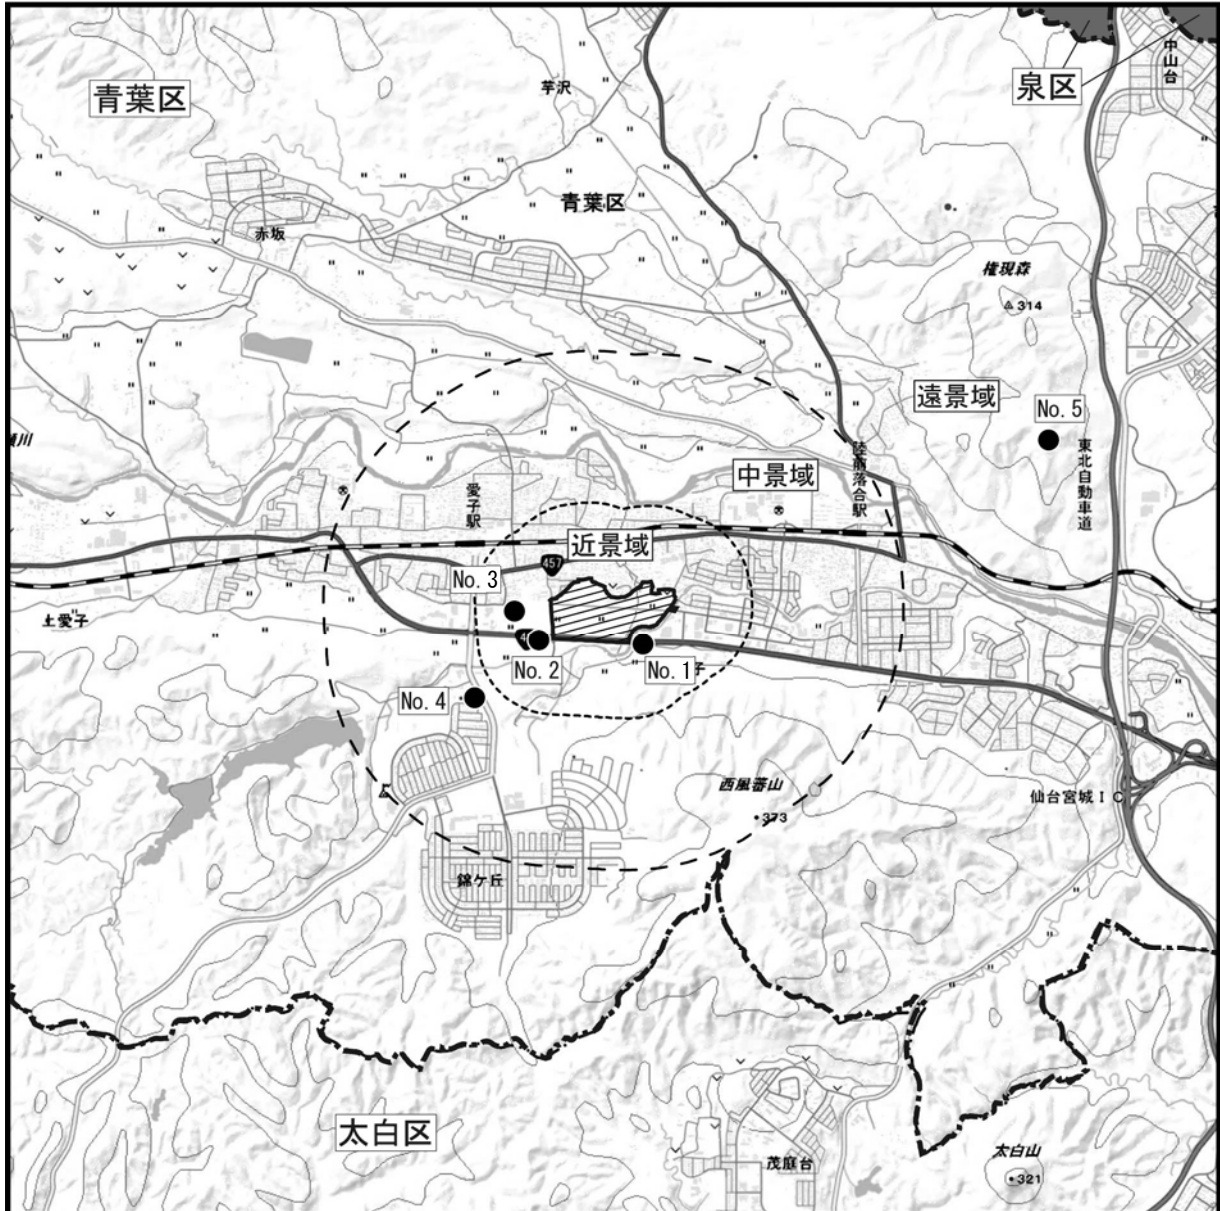 中山台
泉区
青葉区
芋沢
青葉区
赤坂
権現森
314
遠景域
No.5
陸前落合駅
東北自動車道
中景域
愛子駅
近景域
457
No.3
上愛子
No.2
No.1
子
No.4
西風蕃山
373
仙台宮城IC
錦ケ丘
太白区
茂庭台
太白山
321